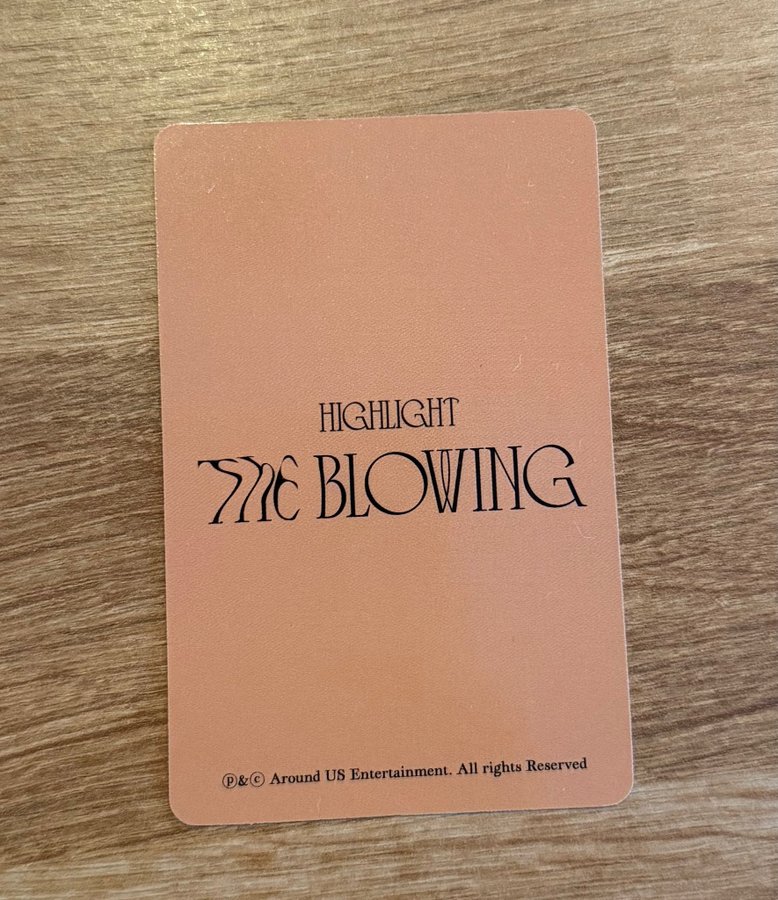 HIGHLIGHT
THE BLOWING
ⓟ&ⓒ Around US Entertainment. All rights Reserved